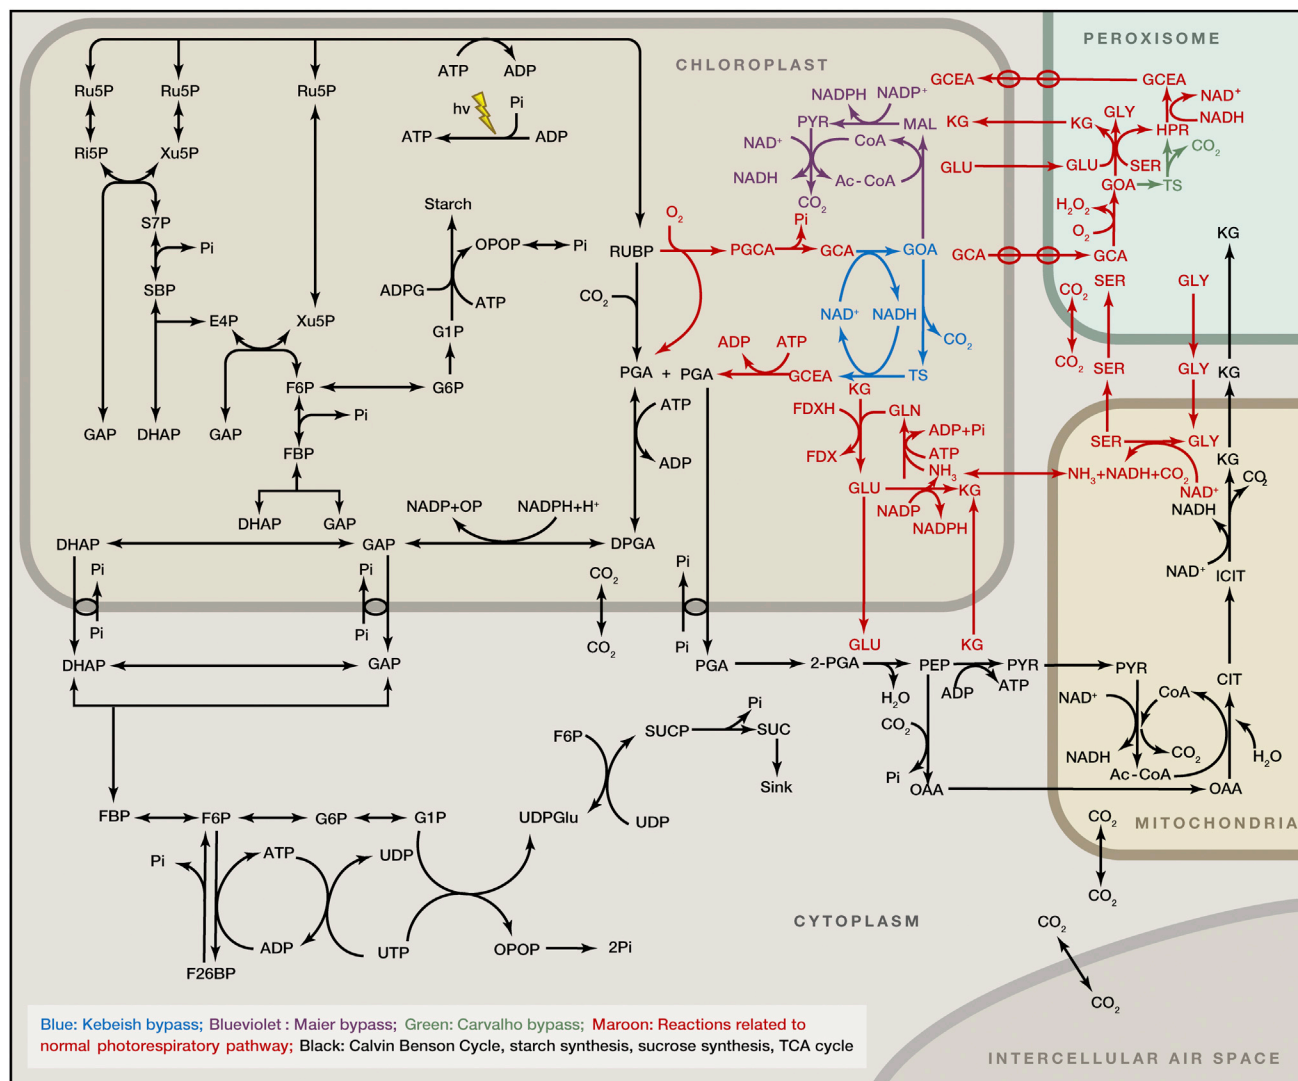 PEROXISOME
CHLOROPLAST
ATP ADP
Ru5P Ru5P Ru5P
hv Pi
ATP ADP
NADPH NADP⁺
PYR MAL
NAD⁺ CoA
NADH Ac-CoA
CO₂
GCEA GCEA
NAD⁺
NADH
KG KG GLY
HPR
CO₂
GLU GLU SER
GOA TS
H₂O₂
O₂
GCA GCA
Ri5P Xu5P
S7P
Pi
SBP
E4P Xu5P
Starch
OPOP Pi
ADPG ATP
G1P
F6P G6P
Pi
GAP DHAP GAP
FBP
DHAP GAP
O₂ Pi
RUBP PGCA GCA GOA
CO₂
NAD⁺ NADH
CO₂
ADP ATP
PGA + PGA GCEA TS
KG
ATP
ADP
FDXH GLN
ADP+Pi
FDX ATP
NH₃
GLU KG
NADP
NADPH
NADP+OP NADPH+H⁺
DHAP GAP DPGA
Pi Pi Pi
CO₂
Pi Pi Pi
CO₂
CO₂ SER GLY
CO₂ SER GLY
SER GLY
NH₃+NADH+CO₂
NAD⁺
KG
KG
KG
CO₂
NADH
NAD⁺ ICIT
GLU KG
DHAP GAP PGA 2-PGA PEP PYR PYR CIT
H₂O ADP ATP
NAD⁺ CoA
CO₂
NADH CO₂ H₂O
Pi Ac-CoA
OAA OAA
MITOCHONDRIA
CO₂
CO₂
F6P SUCP Pi
SUC
Sink
FBP F6P G6P G1P UDPGlu UDP
Pi ATP UDP
ADP UTP OPOP 2Pi
F26BP
CYTOPLASM
CO₂
CO₂
INTERCELLULAR AIR SPACE
Blue: Kebeish bypass; Blueviolet : Maier bypass; Green: Carvalho bypass; Maroon: Reactions related to
normal photorespiratory pathway; Black: Calvin Benson Cycle, starch synthesis, sucrose synthesis, TCA cycle